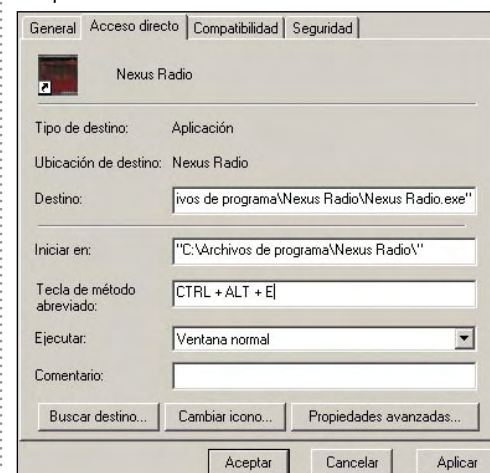 General Acceso directo Compatibilidad Seguridad
Nexus Radio
Tipo de destino: Aplicación
Ubicación de destino: Nexus Radio
Destino: ivos de programa\Nexus Radio\Nexus Radio.exe"
Iniciar en: "C:\Archivos de programa\Nexus Radio\"
Tecla de método
abreviado: CTRL + ALT + E
Ejecutar: Ventana normal
Comentario:
Buscar destino... Cambiar icono... Propiedades avanzadas...
Aceptar Cancelar Aplicar